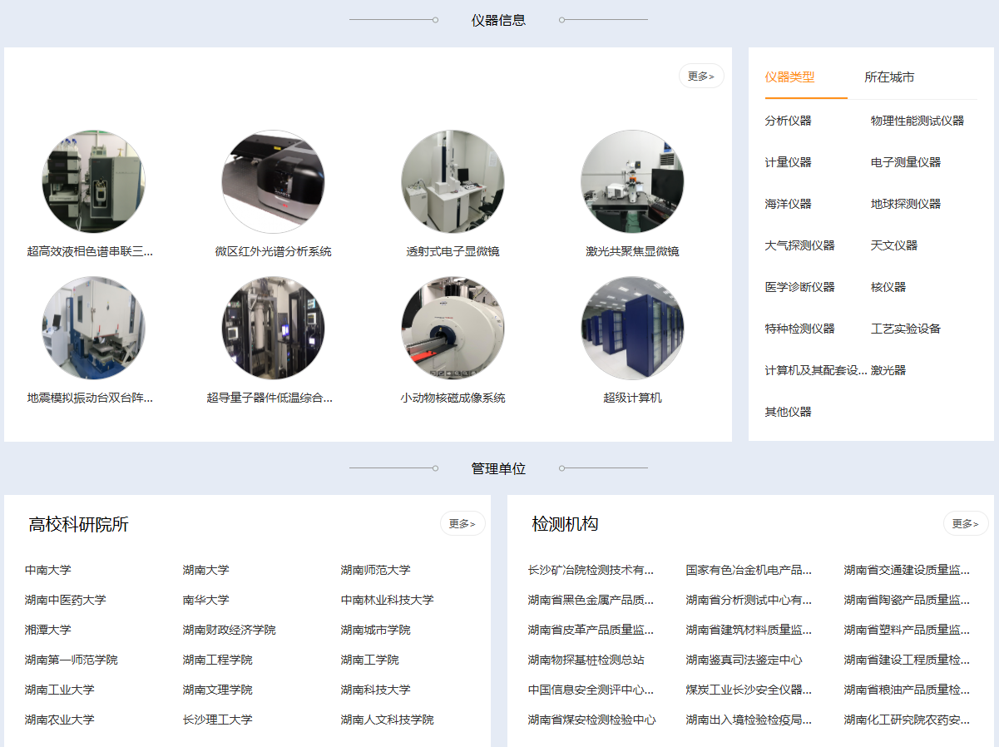 仪器信息
更多>
超高效液相色谱串联三...
微区红外光谱分析系统
透射式电子显微镜
激光共聚焦显微镜
地震模拟振动台双台阵...
超导量子器件低温综合...
小动物核磁成像系统
超级计算机
仪器类型 所在城市
分析仪器 物理性能测试仪器
计量仪器 电子测量仪器
海洋仪器 地球探测仪器
大气探测仪器 天文仪器
医学诊断仪器 核仪器
特种检测仪器 工艺实验设备
计算机及其配套设... 激光器
其他仪器
管理单位
高校科研院所 更多>
中南大学 湖南大学 湖南师范大学
湖南中医药大学 南华大学 中南林业科技大学
湘潭大学 湖南财政经济学院 湖南城市学院
湖南第一师范学院 湖南工程学院 湖南工学院
湖南工业大学 湖南文理学院 湖南科技大学
湖南农业大学 长沙理工大学 湖南人文科技学院
检测机构 更多>
长沙矿冶院检测技术有... 国家有色冶金机电产品... 湖南省交通建设质量监...
湖南省黑色金属产品质... 湖南省分析测试中心有... 湖南省陶瓷产品质量监...
湖南省皮革产品质量监... 湖南省建筑材料质量监... 湖南省塑料产品质量监...
湖南物探基桩检测总站 湖南鉴真司法鉴定中心 湖南省建设工程质量检...
中国信息安全测评中心... 煤炭工业长沙安全仪器... 湖南省粮油产品质量检...
湖南省煤安检测检验中心 湖南出入境检验检疫局... 湖南化工研究院农药安...